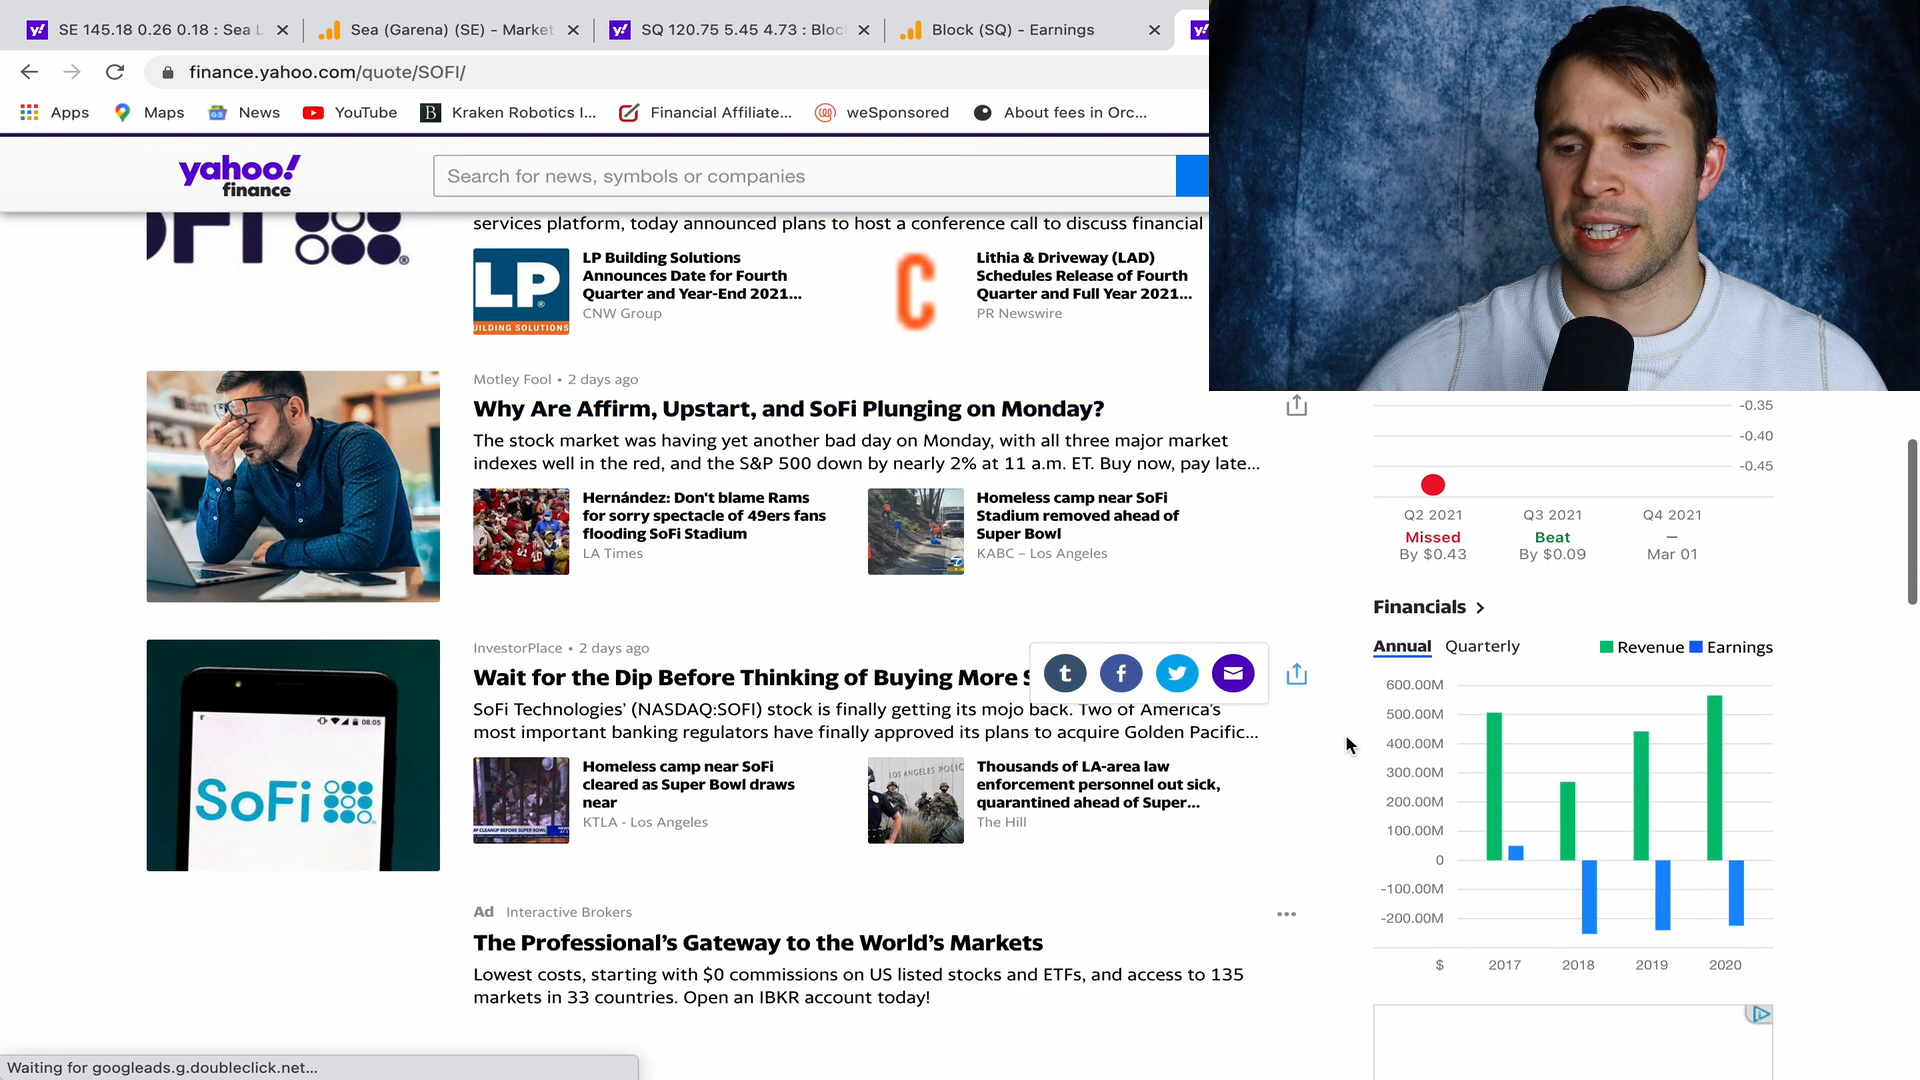 SE 145.18 0.26 0.18 : Sea L
Sea (Garena) (SE) - Market
SQ 120.75 5.45 4.73 : Bloc
Block (SQ) - Earnings
finance.yahoo.com/quote/SOFI/
Apps
Maps
News
YouTube
Kraken Robotics I...
Financial Affiliate...
weSponsored
About fees in Orc...
yahoo!
finance
Search for news, symbols or companies
services platform, today announced plans to host a conference call to discuss financial
LP
UILDING SOLUTIONS
LP Building Solutions
Announces Date for Fourth
Quarter and Year-End 2021...
CNW Group
Lithia & Driveway (LAD)
Schedules Release of Fourth
Quarter and Full Year 2021...
PR Newswire
Motley Fool • 2 days ago
Why Are Affirm, Upstart, and SoFi Plunging on Monday?
The stock market was having yet another bad day on Monday, with all three major market
indexes well in the red, and the S&P 500 down by nearly 2% at 11 a.m. ET. Buy now, pay late...
Hernández: Don't blame Rams
for sorry spectacle of 49ers fans
flooding SoFi Stadium
LA Times
Homeless camp near SoFi
Stadium removed ahead of
Super Bowl
KABC – Los Angeles
08:05
SoFi
InvestorPlace • 2 days ago
Wait for the Dip Before Thinking of Buying More S
SoFi Technologies’ (NASDAQ:SOFI) stock is finally getting its mojo back. Two of America’s
most important banking regulators have finally approved its plans to acquire Golden Pacific...
Homeless camp near SoFi
cleared as Super Bowl draws
near
KTLA - Los Angeles
LOS ANGELES POLIC
Thousands of LA-area law
enforcement personnel out sick,
quarantined ahead of Super...
The Hill
Ad Interactive Brokers
The Professional’s Gateway to the World’s Markets
Lowest costs, starting with $0 commissions on US listed stocks and ETFs, and access to 135
markets in 33 countries. Open an IBKR account today!
-0.35
-0.40
-0.45
Q2 2021
Q3 2021
Q4 2021
Missed
Beat
–
By $0.43
By $0.09
Mar 01
Financials
Annual
Quarterly
Revenue
Earnings
600.00M
500.00M
400.00M
300.00M
200.00M
100.00M
0
-100.00M
-200.00M
$
2017
2018
2019
2020
Waiting for googleads.g.doubleclick.net...